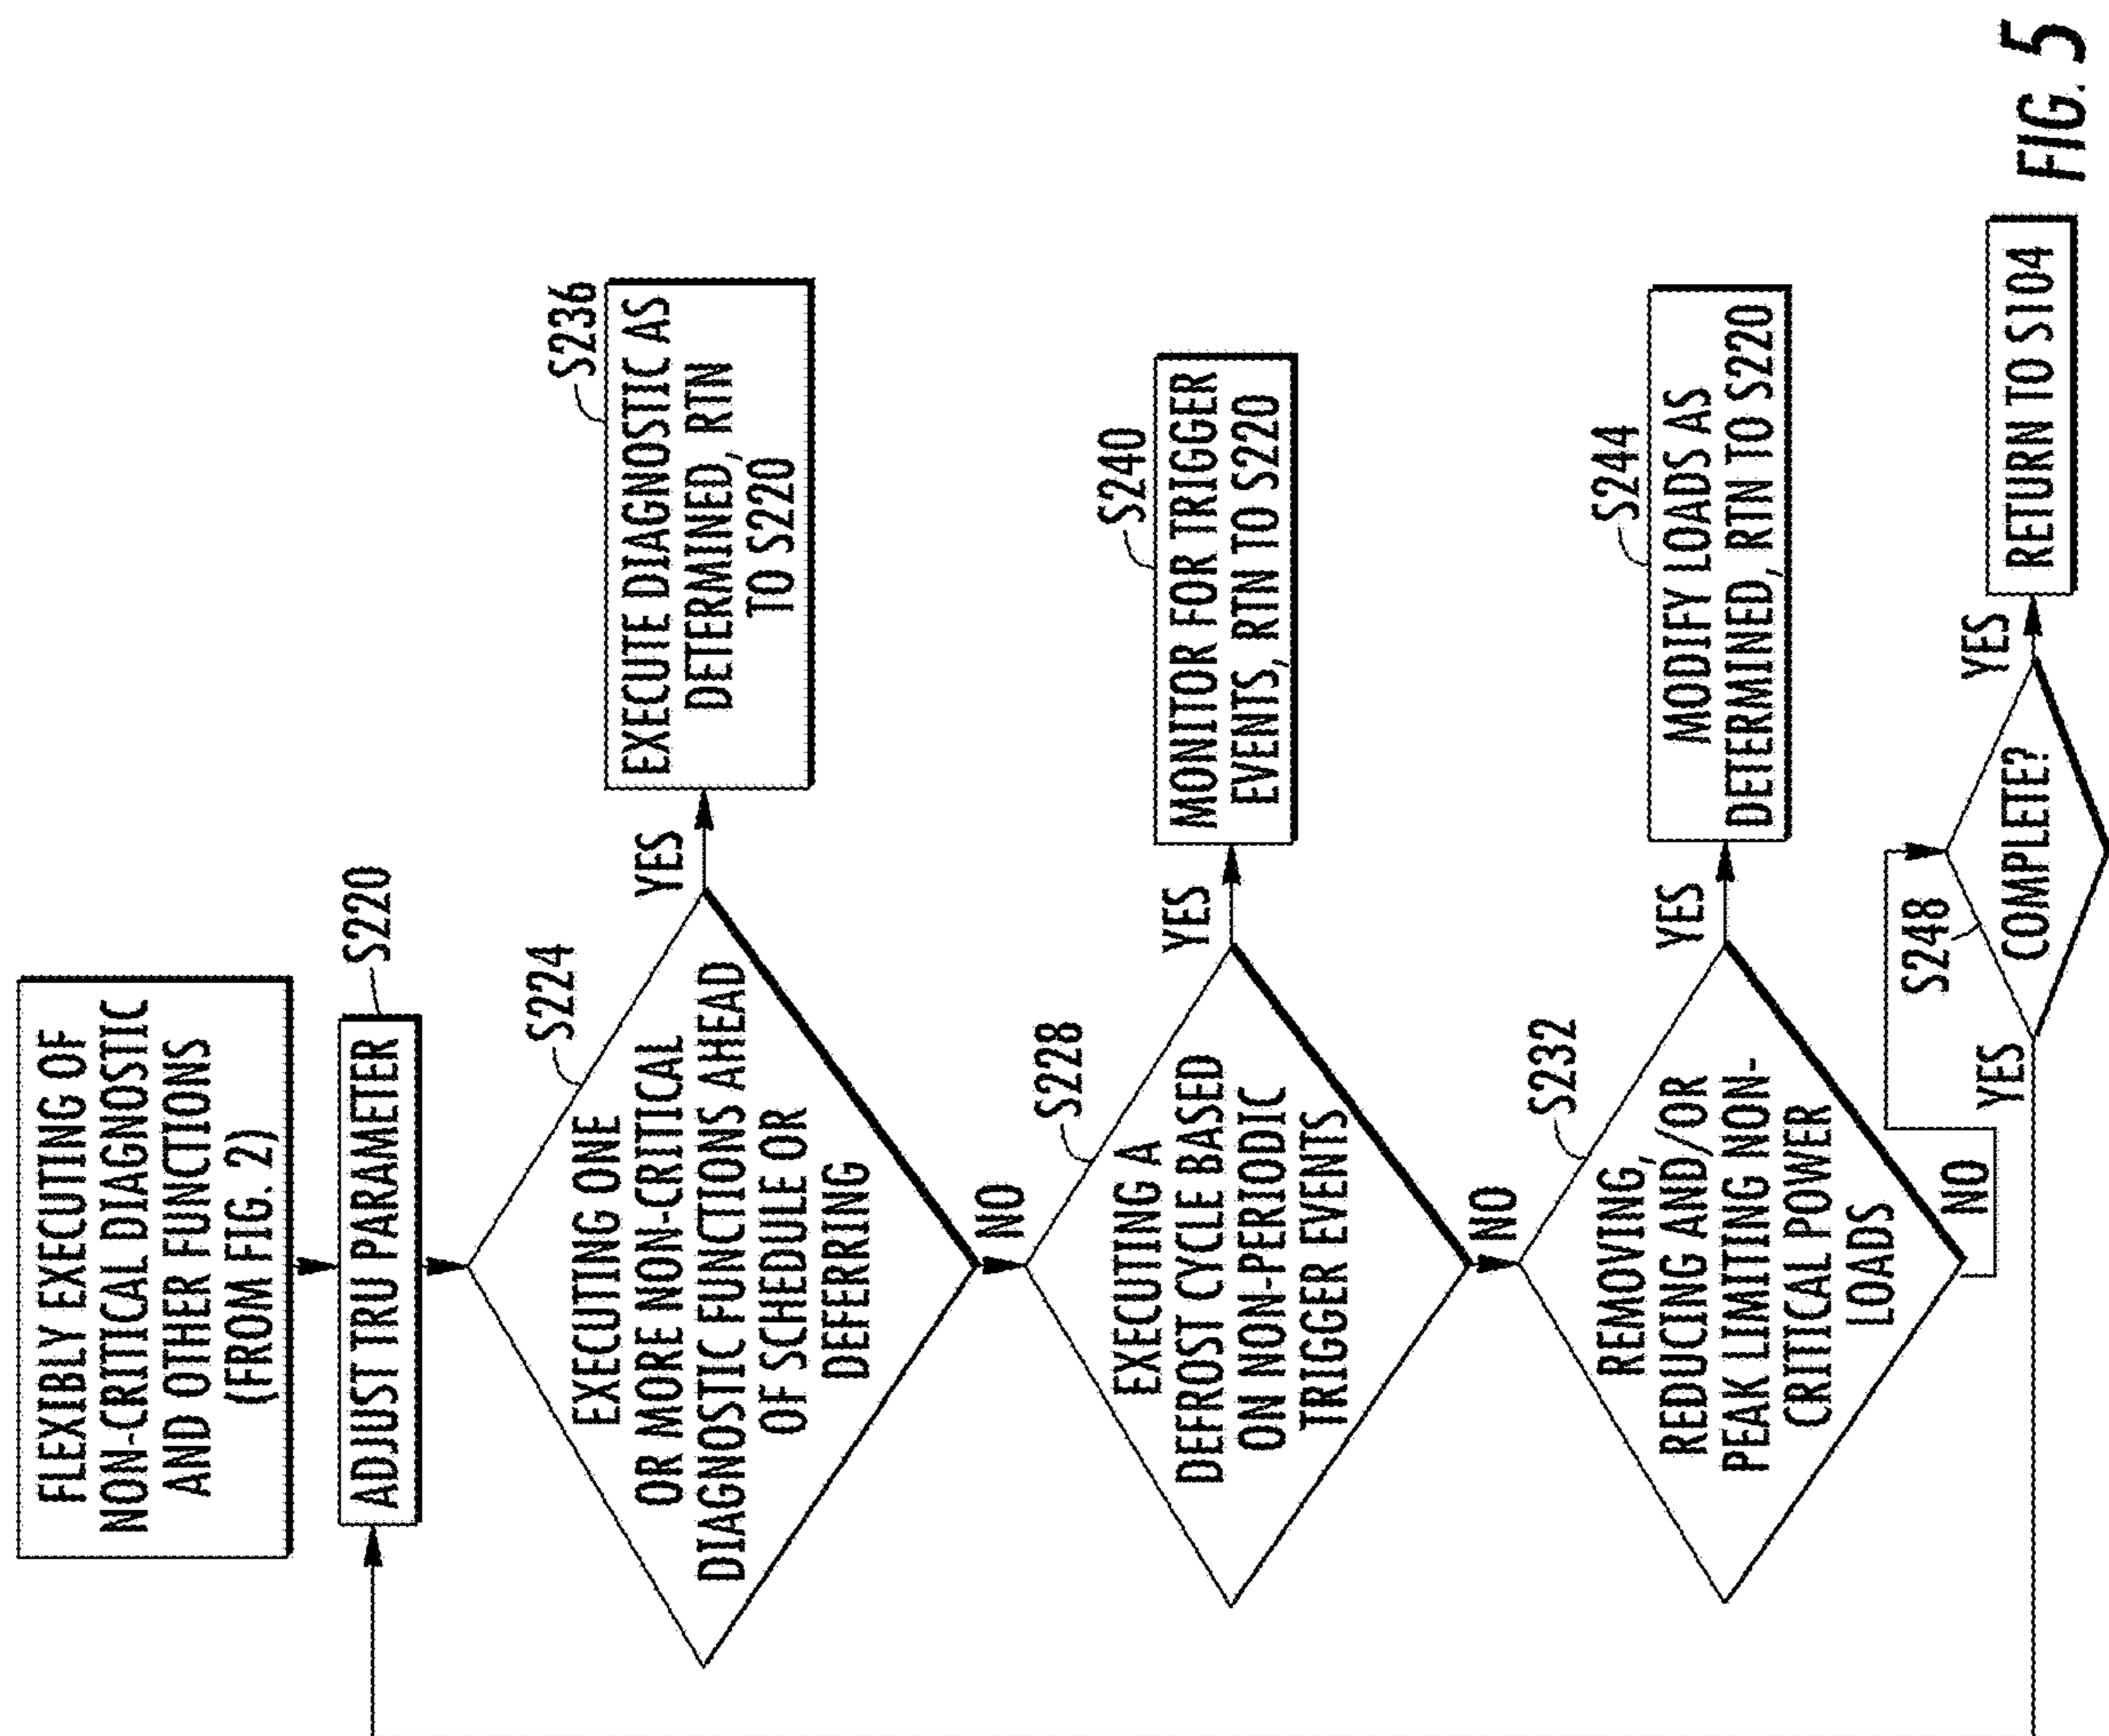 FLEXIBLY EXECUTING OF
NON-CRITICAL DIAGNOSTIC
AND OTHER FUNCTIONS
(FROM FIG. 2)
ADJUST TRU PARAMETER
S220
S224
EXECUTING ONE
OR MORE NON-CRITICAL
DIAGNOSTIC FUNCTIONS AHEAD
OF SCHEDULE OR
DEFERRING
YES
S236
EXECUTE DIAGNOSTIC AS
DETERMINED, RTN
TO S220
NO
S228
EXECUTING A
DEFROST CYCLE BASED
ON NON-PERIODIC
TRIGGER EVENTS
YES
S240
MONITOR FOR TRIGGER
EVENTS, RTN TO S220
NO
S232
REMOVING,
REDUCING AND/OR
PEAK LIMITING NON-
CRITICAL POWER
LOADS
YES
S244
MODIFY LOADS AS
DETERMINED, RTN TO S220
NO
S248
YES
COMPLETE?
YES
RETURN TO S104
FIG. 5